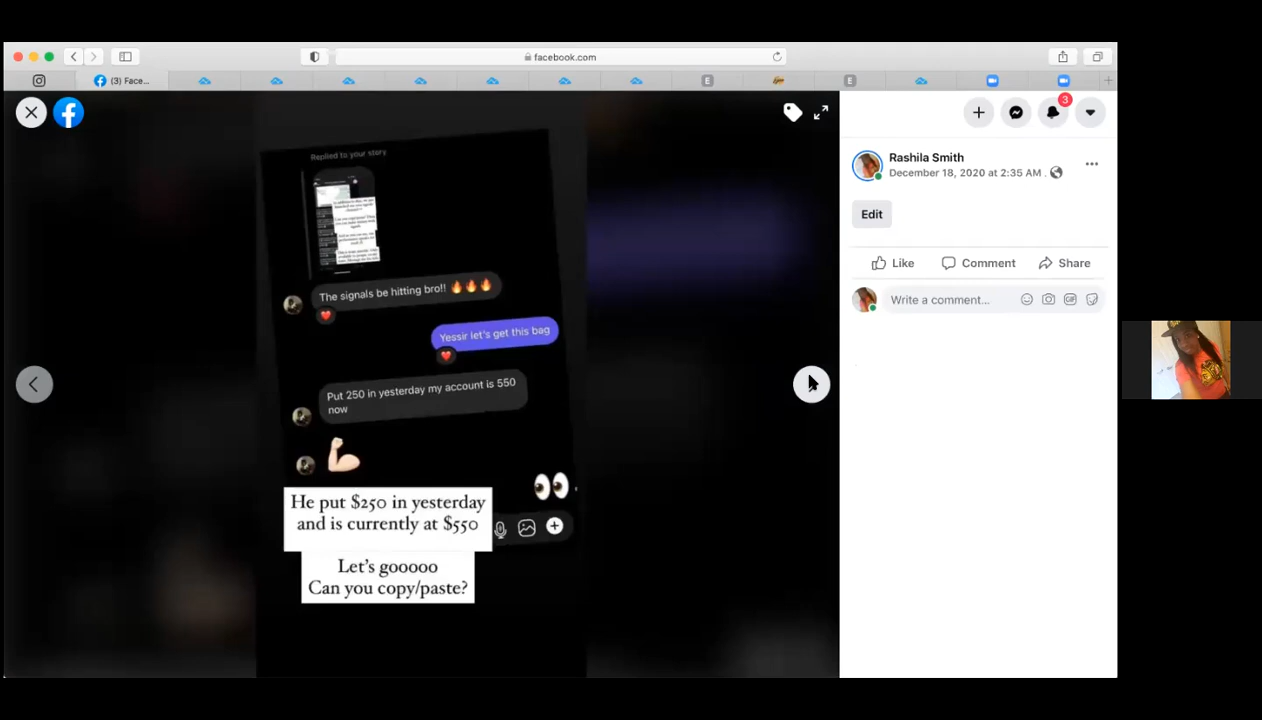 facebook.com
(3) Face...
E
E
3
Replied to your story
The signals be hitting bro!! 🔥🔥🔥
Yessir let's get this bag
Put 250 in yesterday my account is 550
now
He put $250 in yesterday
and is currently at $550
Let's gooooo
Can you copy/paste?
Rashila Smith
December 18, 2020 at 2:35 AM .
Edit
Like Comment Share
Write a comment...
GIF